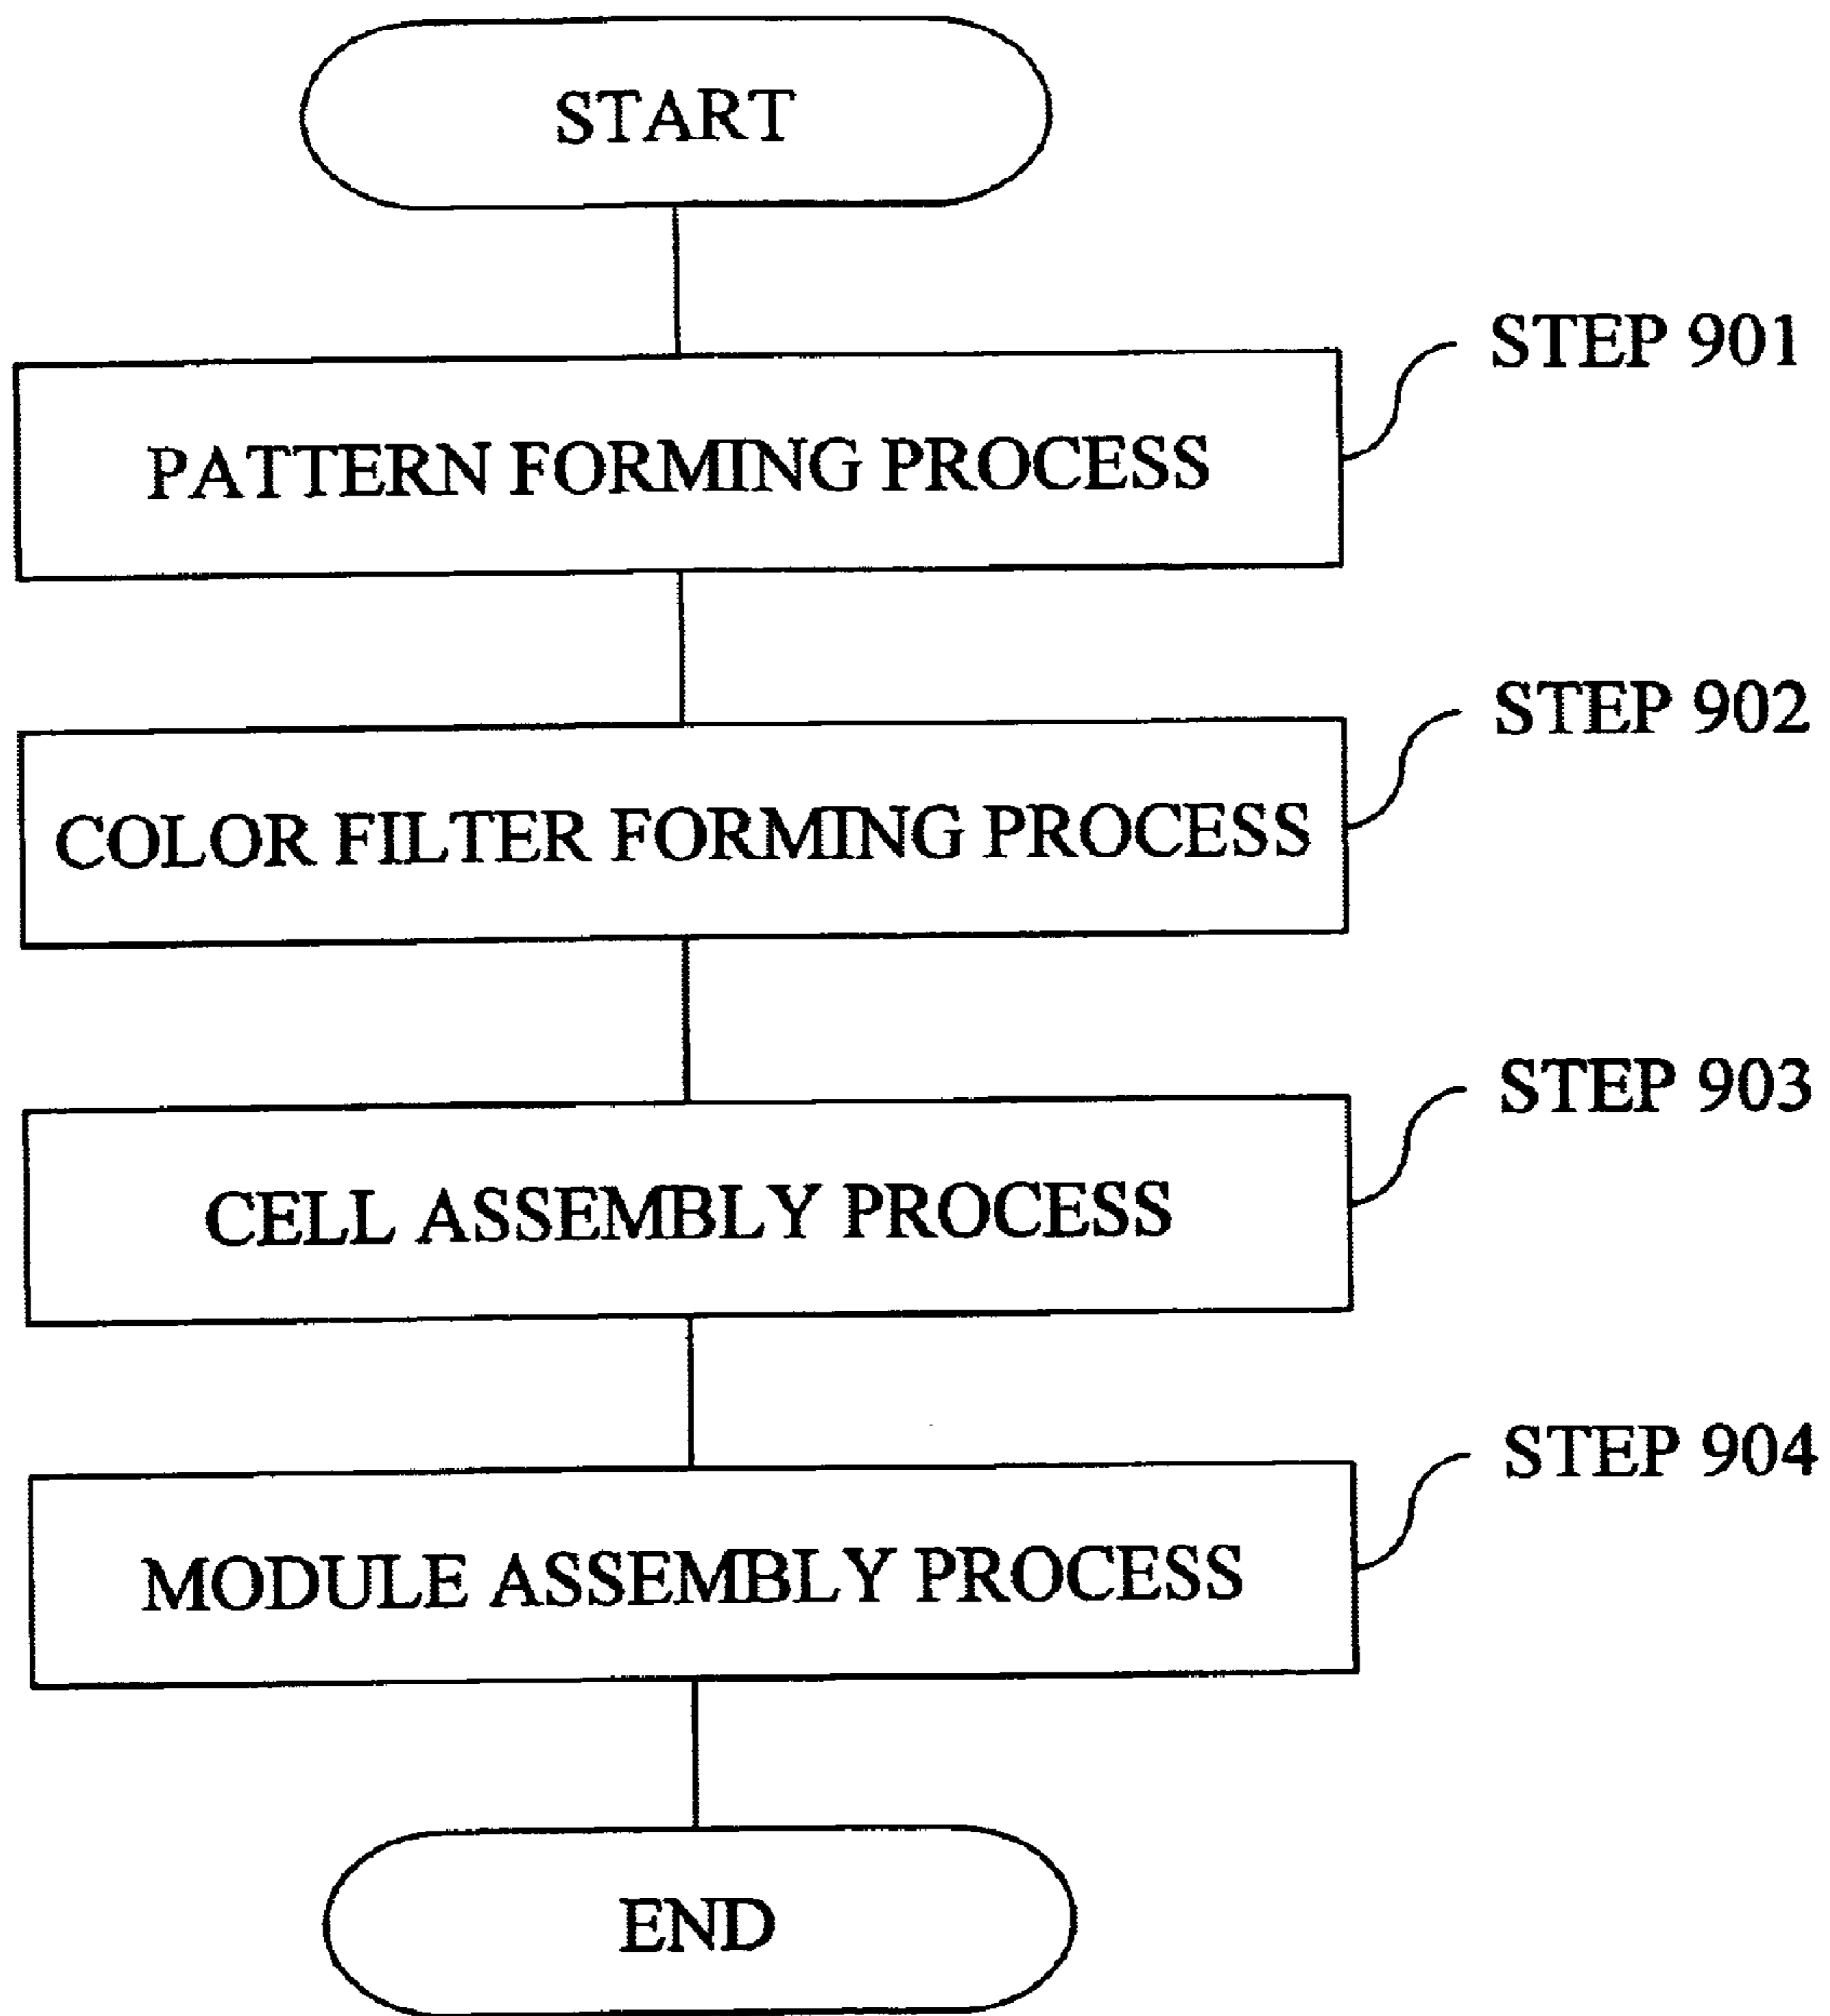 START
STEP 901
PATTERN FORMING PROCESS
STEP 902
COLOR FILTER FORMING PROCESS
STEP 903
CELL ASSEMBLY PROCESS
STEP 904
MODULE ASSEMBLY PROCESS
END